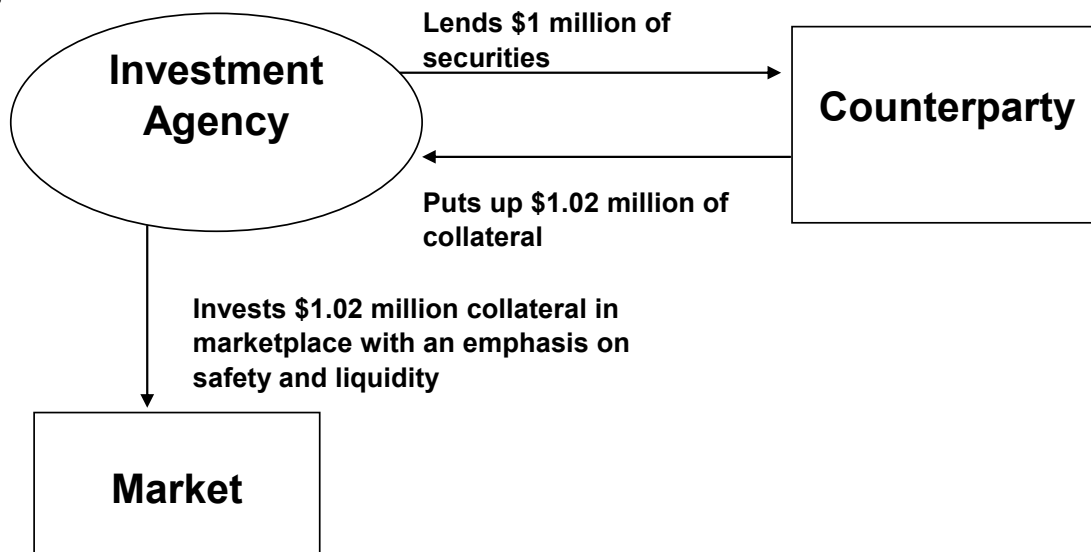 Lends $1 million of
securities
Investment
Agency
Counterparty
Puts up $1.02 million of
collateral
Invests $1.02 million collateral in
marketplace with an emphasis on
safety and liquidity
Market